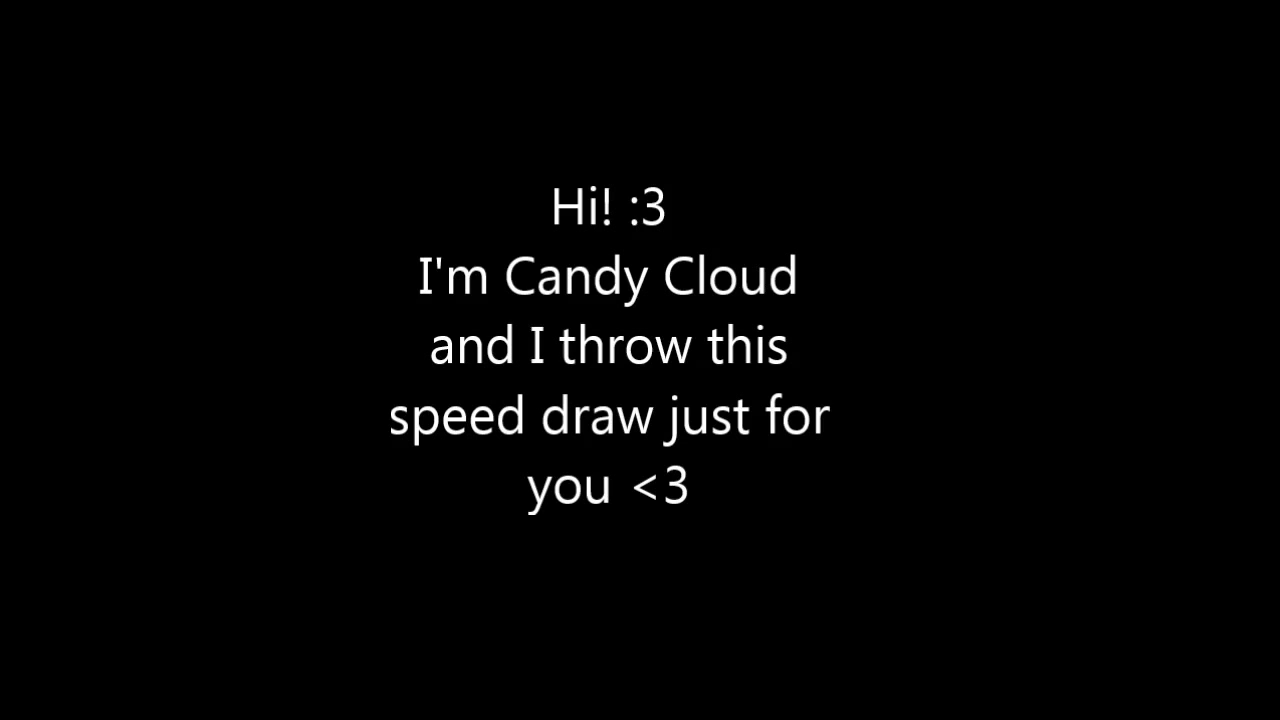 Hi! :3
I'm Candy Cloud
and I throw this
speed draw just for
you <3